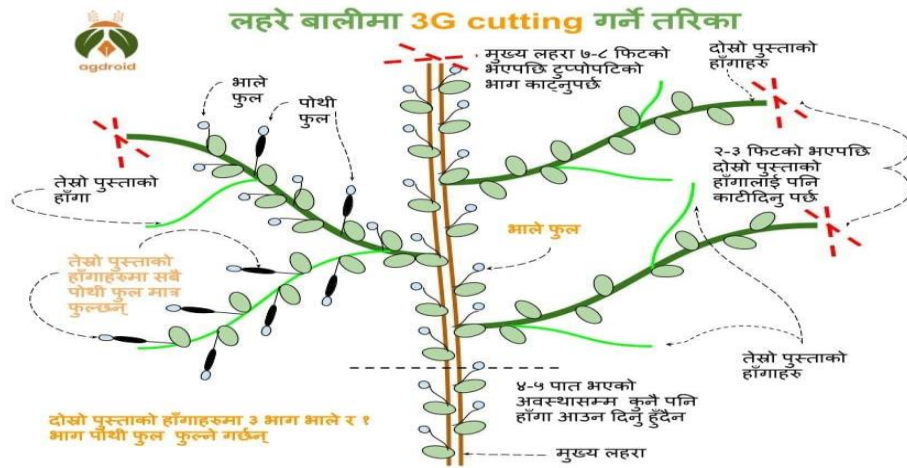 लहरे बालीमा 3G cutting गर्ने तरिका
agdroid
भाले
फुल
पोथी
फुल
मुख्य लहरा ७-८ फिटको
भएपछि टुप्पोपटिको
भाग काट्नुपर्छ
दोस्रो पुस्ताको
हाँगाहरु
तेस्रो पुस्ताको
हाँगा
२-3 फिटको भएपछि
दोस्रो पुस्ताको
हाँगालाई पनि
काटीदिनु पर्छ
भाले फुल
तेस्रो पुस्ताको
हाँगाहरुमा सबै
पोथी फुल मात्र
फुल्छन्
तेस्रो पुस्ताको
हाँगाहरु
४-५ पात भएको
अवस्थासम्म कुनै पनि
हाँगा आउन दिनु हुँदैन
दोस्रो पुस्ताको हाँगाहरुमा ३ भाग भाले र १
भाग पोथी फुल फुल्ने गर्छन्
मुख्य लहरा